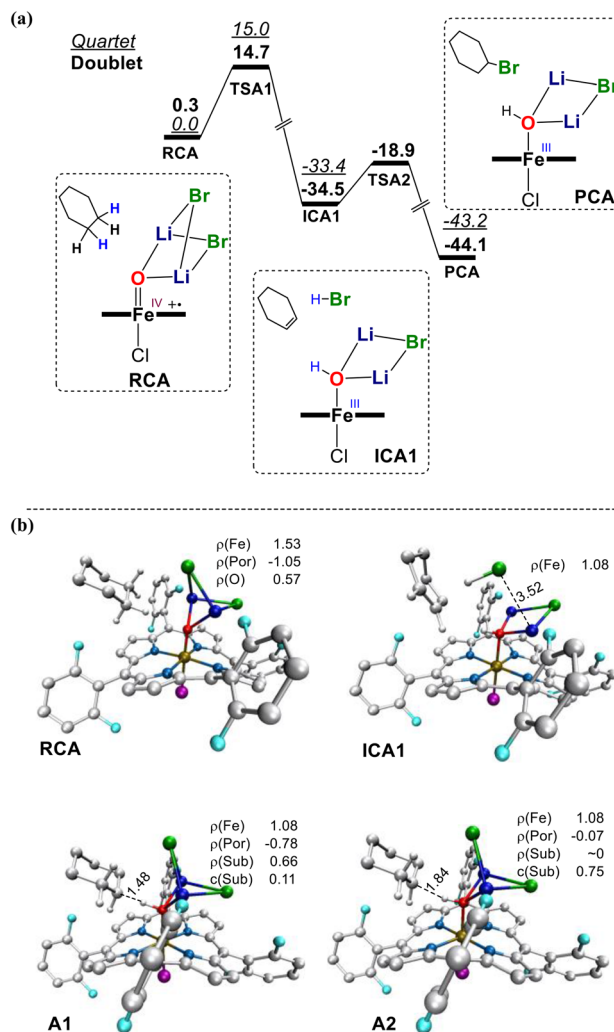 (a)
Quartet
Doublet
15.0
14.7
TSA1
0.3
0.0
RCA
-33.4
-34.5
ICA1
-18.9
TSA2
-43.2
-44.1
PCA
Br
Li
Br
H
O
Li
Fe III
Cl
PCA
H
H
H
Br
Br
Li
O
Li
Fe IV +•
Cl
RCA
H-Br
Li
Br
H
O
Li
Fe III
Cl
ICA1
(b)
ρ(Fe) 1.53
ρ(Por) -1.05
ρ(O) 0.57
RCA
ρ(Fe) 1.08
3.52
ICA1
ρ(Fe) 1.08
ρ(Por) -0.78
ρ(Sub) 0.66
c(Sub) 0.11
1.48
A1
ρ(Fe) 1.08
ρ(Por) -0.07
ρ(Sub) ~0
c(Sub) 0.75
1.84
A2